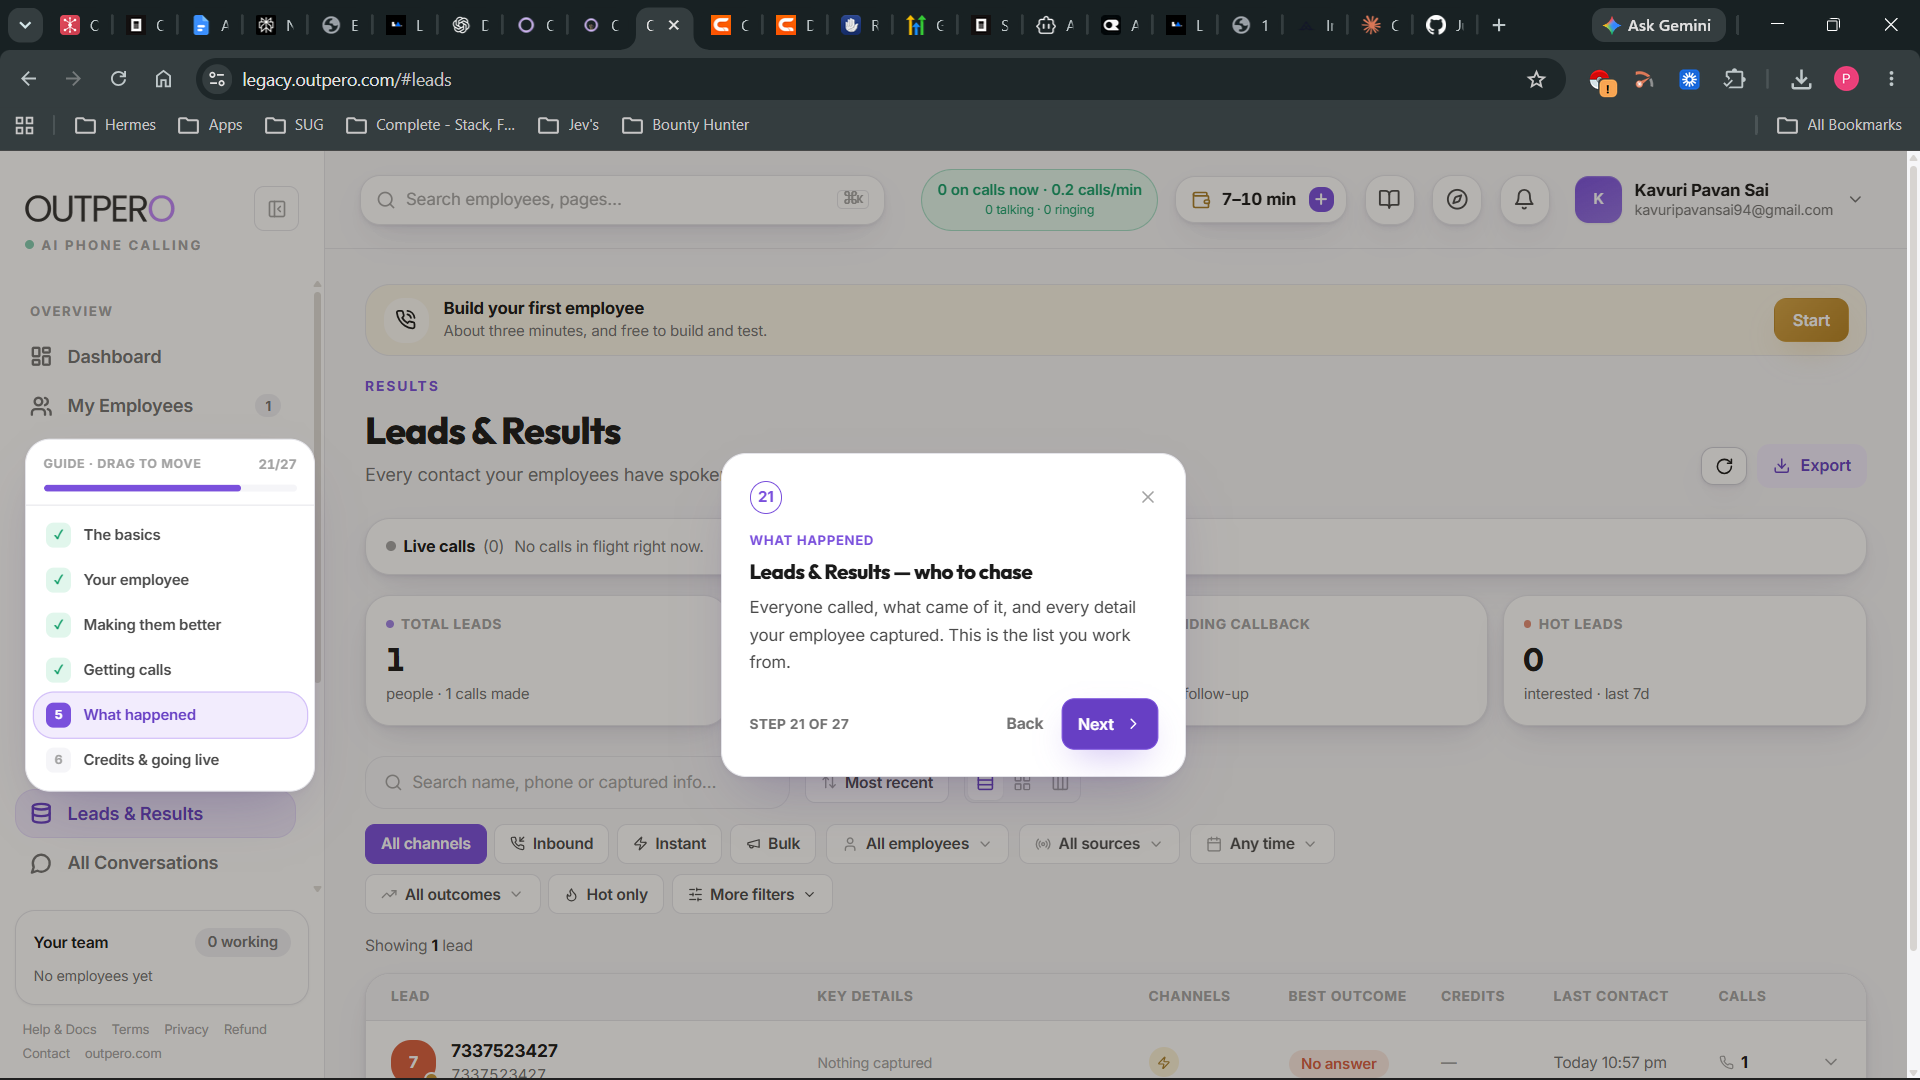 Ask Gemini
legacy.outpero.com/#leads
Hermes
Apps
SUG
Complete - Stack, F...
Jev's
Bounty Hunter
All Bookmarks
OUTPERO
AI PHONE CALLING
Search employees, pages...
⌘K
0 on calls now · 0.2 calls/min
0 talking · 0 ringing
7–10 min
K
Kavuri Pavan Sai
kavuripavansai94@gmail.com
OVERVIEW
Dashboard
My Employees 1
GUIDE · DRAG TO MOVE 21/27
The basics
Your employee
Making them better
Getting calls
5 What happened
6 Credits & going live
Leads & Results
All Conversations
Your team 0 working
No employees yet
Help & Docs Terms Privacy Refund
Contact outpero.com
Build your first employee
About three minutes, and free to build and test.
Start
RESULTS
Leads & Results
Every contact your employees have spoke
Export
Live calls (0) No calls in flight right now.
TOTAL LEADS
1
people · 1 calls made
DING CALLBACK
follow-up
HOT LEADS
0
interested · last 7d
21
WHAT HAPPENED
Leads & Results — who to chase
Everyone called, what came of it, and every detail
your employee captured. This is the list you work
from.
STEP 21 OF 27
Back
Next
Search name, phone or captured info...
Most recent
All channels
Inbound
Instant
Bulk
All employees
All sources
Any time
All outcomes
Hot only
More filters
Showing 1 lead
LEAD KEY DETAILS CHANNELS BEST OUTCOME CREDITS LAST CONTACT CALLS
7 7337523427 Nothing captured No answer — Today 10:57 pm 1
7337523427